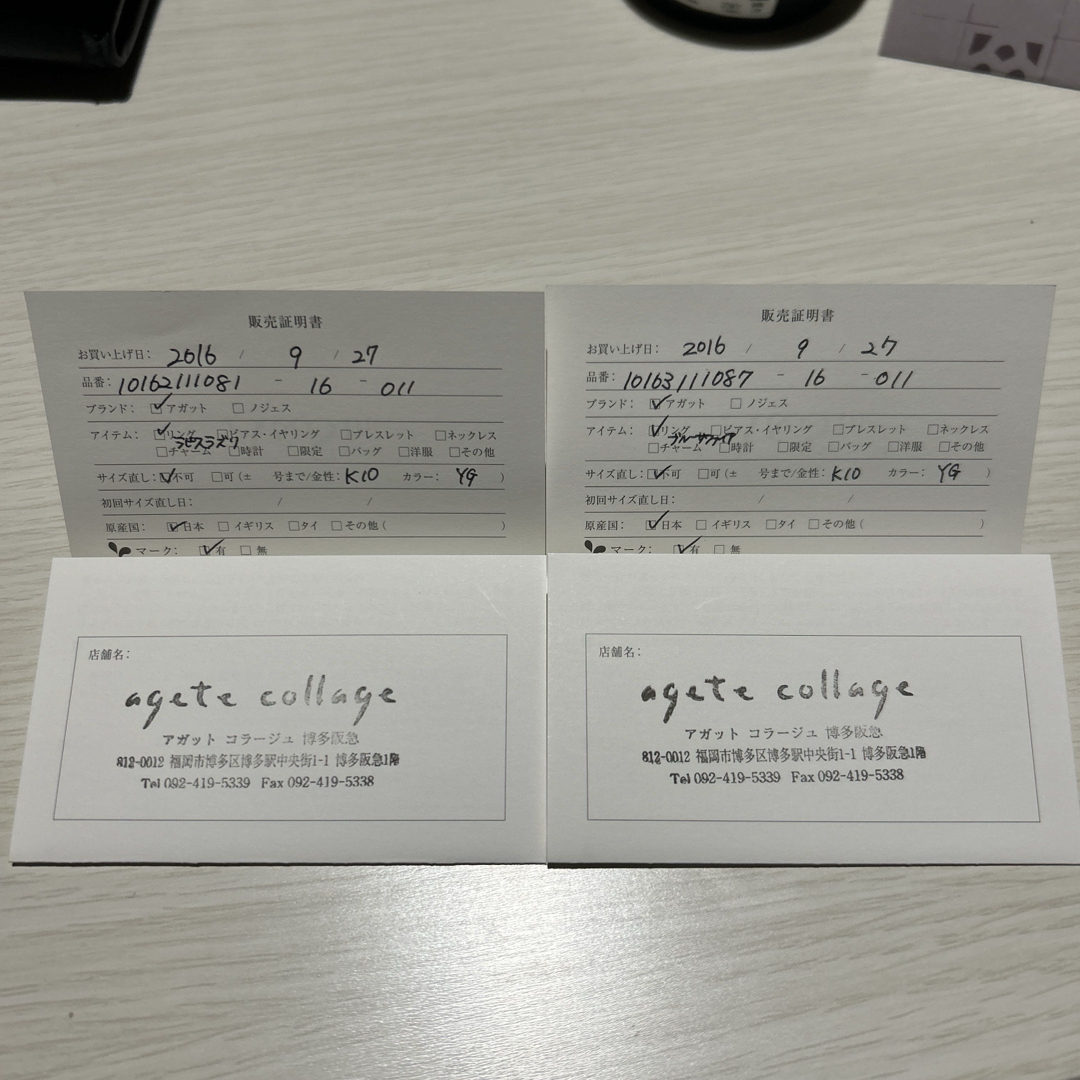 販売証明書
お買い上げ日: 2016 / 9 / 27
品番: 10162111081 - 16 - 011
ブランド: ☑アガット □ノジェス
アイテム: ☑リング □ピアス・イヤリング □ブレスレット □ネックレス
ラピスラズリ
□チャーム □時計 □限定 □バッグ □洋服 □その他
サイズ直し: ☑不可 □可 (± 号まで/金性: K10 カラー: YG )
初回サイズ直し日: / /
原産国: ☑日本 □イギリス □タイ □その他 ( )
マーク: ☑有 □無
店舗名:
agete collage
アガット コラージュ 博多阪急
812-0012 福岡市博多区博多駅中央街1-1 博多阪急1階
Tel 092-419-5339 Fax 092-419-5338
販売証明書
お買い上げ日: 2016 / 9 / 27
品番: 10163111087 - 16 - 011
ブランド: ☑アガット □ノジェス
アイテム: ☑リング □ピアス・イヤリング □ブレスレット □ネックレス
ブルーサファイア
□チャーム □時計 □限定 □バッグ □洋服 □その他
サイズ直し: ☑不可 □可 (± 号まで/金性: K10 カラー: YG )
初回サイズ直し日: / /
原産国: ☑日本 □イギリス □タイ □その他 ( )
マーク: ☑有 □無
店舗名:
agete collage
アガット コラージュ 博多阪急
812-0012 福岡市博多区博多駅中央街1-1 博多阪急1階
Tel 092-419-5339 Fax 092-419-5338